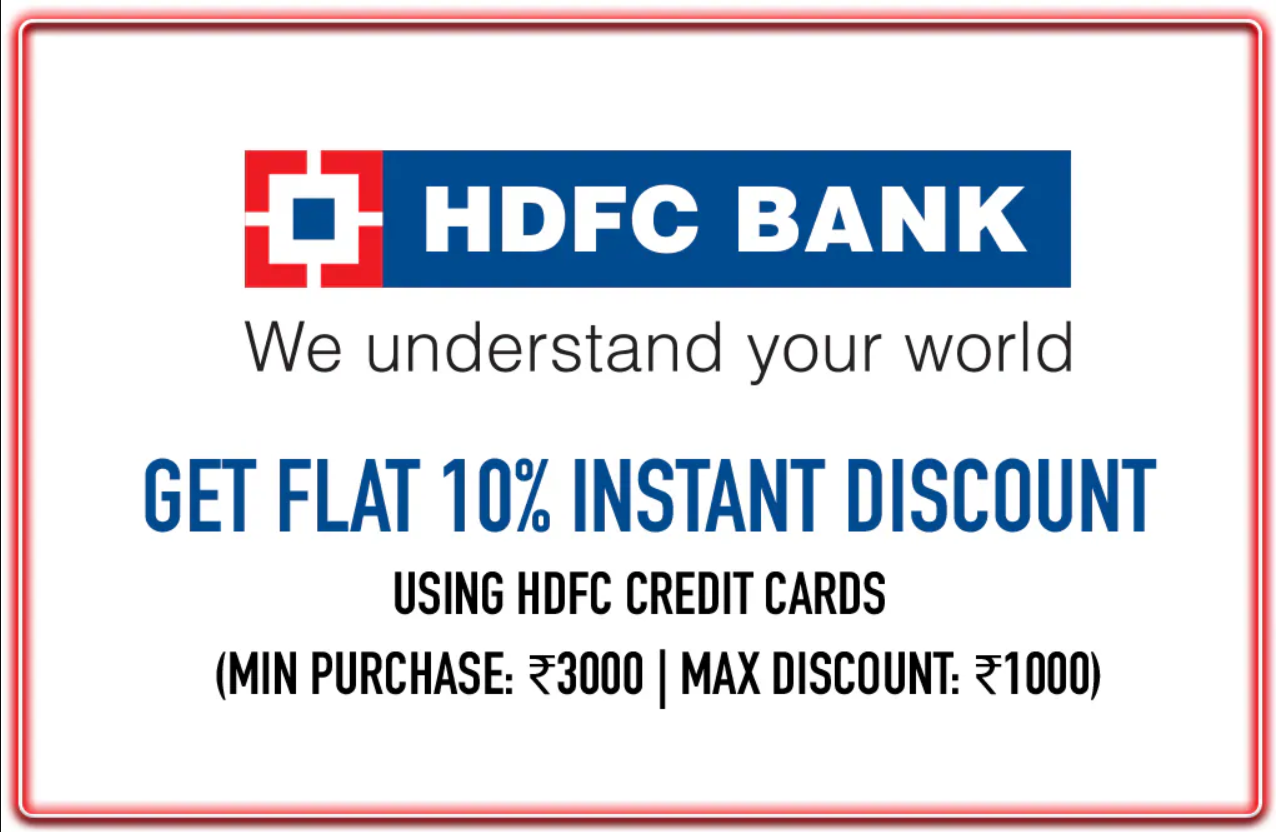 HDFC BANK
We understand your world
GET FLAT 10% INSTANT DISCOUNT
USING HDFC CREDIT CARDS
(MIN PURCHASE: ₹3000 | MAX DISCOUNT: ₹1000)